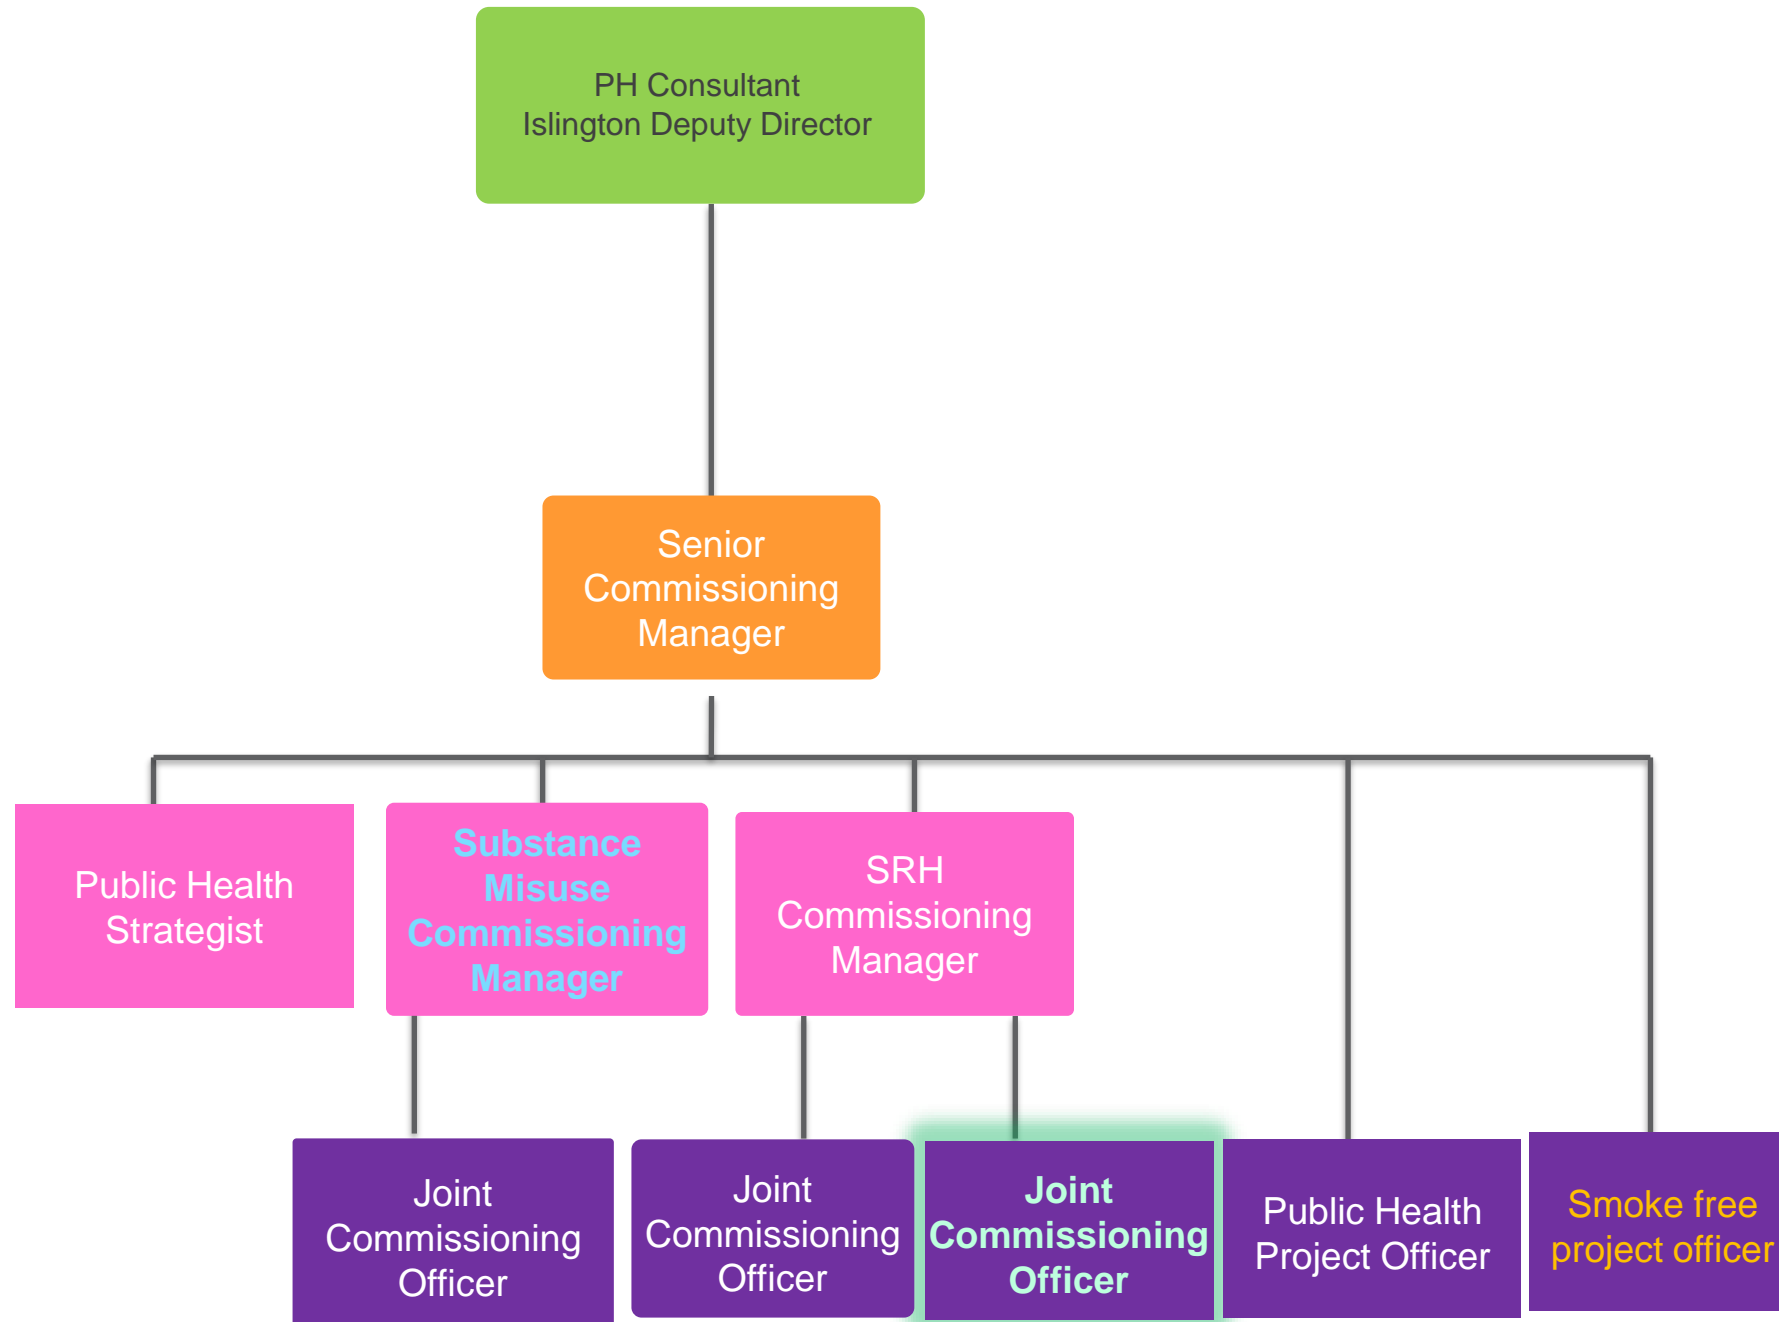 PH Consultant
Islington Deputy Director
Senior
Commissioning
Manager
Public Health
Strategist
Substance
Misuse
Commissioning
Manager
SRH
Commissioning
Manager
Joint
Commissioning
Officer
Joint
Commissioning
Officer
Joint
Commissioning
Officer
Public Health
Project Officer
Smoke free
project officer